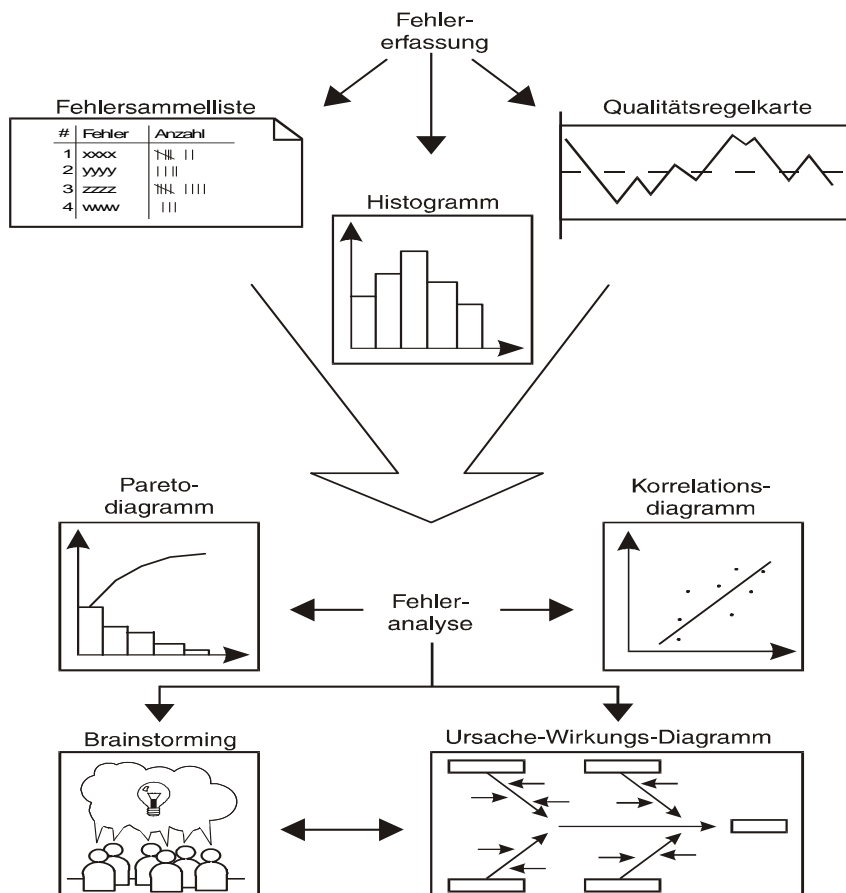 Fehler-
erfassung
Fehlersammelliste
# Fehler Anzahl
1 xxxx
2 yyyy
3 zzzz
4 wwww
Qualitätsregelkarte
Histogramm
Pareto-
diagramm
Korrelations-
diagramm
Fehler-
analyse
Brainstorming
Ursache-Wirkungs-Diagramm